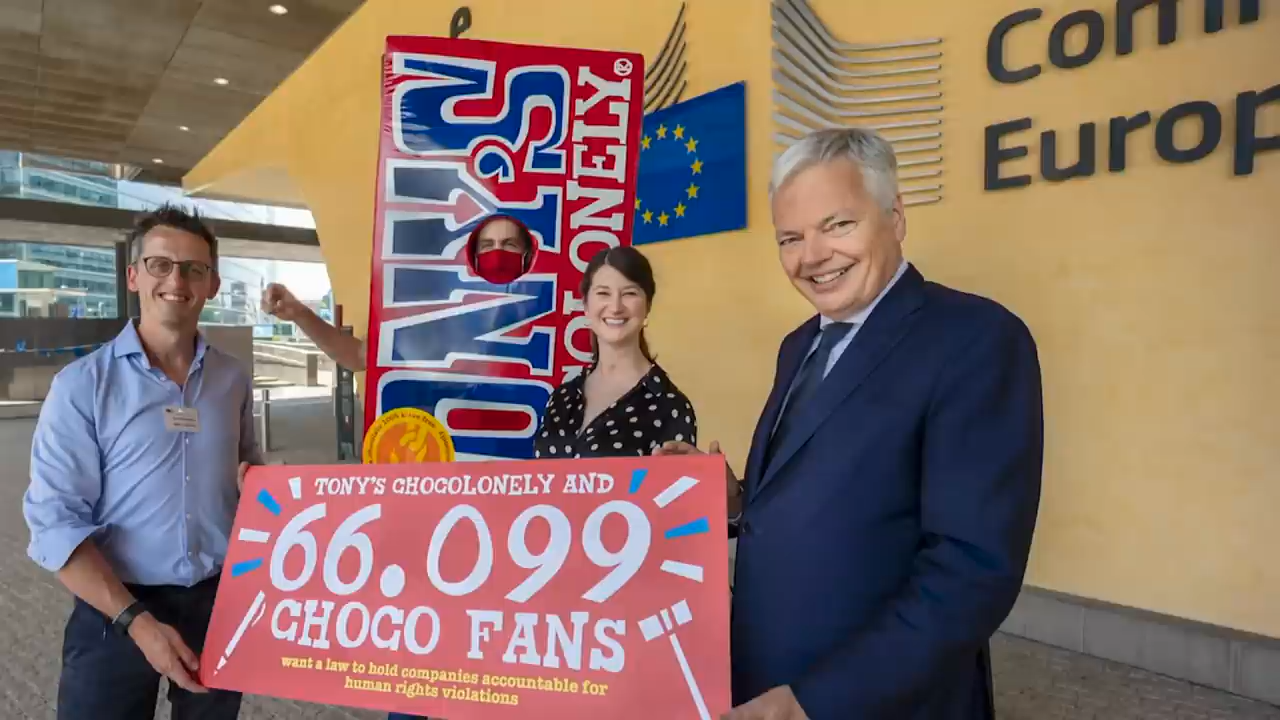 Comm
Europ
TONY'S
CHOCOLONELY
TONY'S CHOCOLONELY AND
66.099
CHOCO FANS
want a law to hold companies accountable for
human rights violations